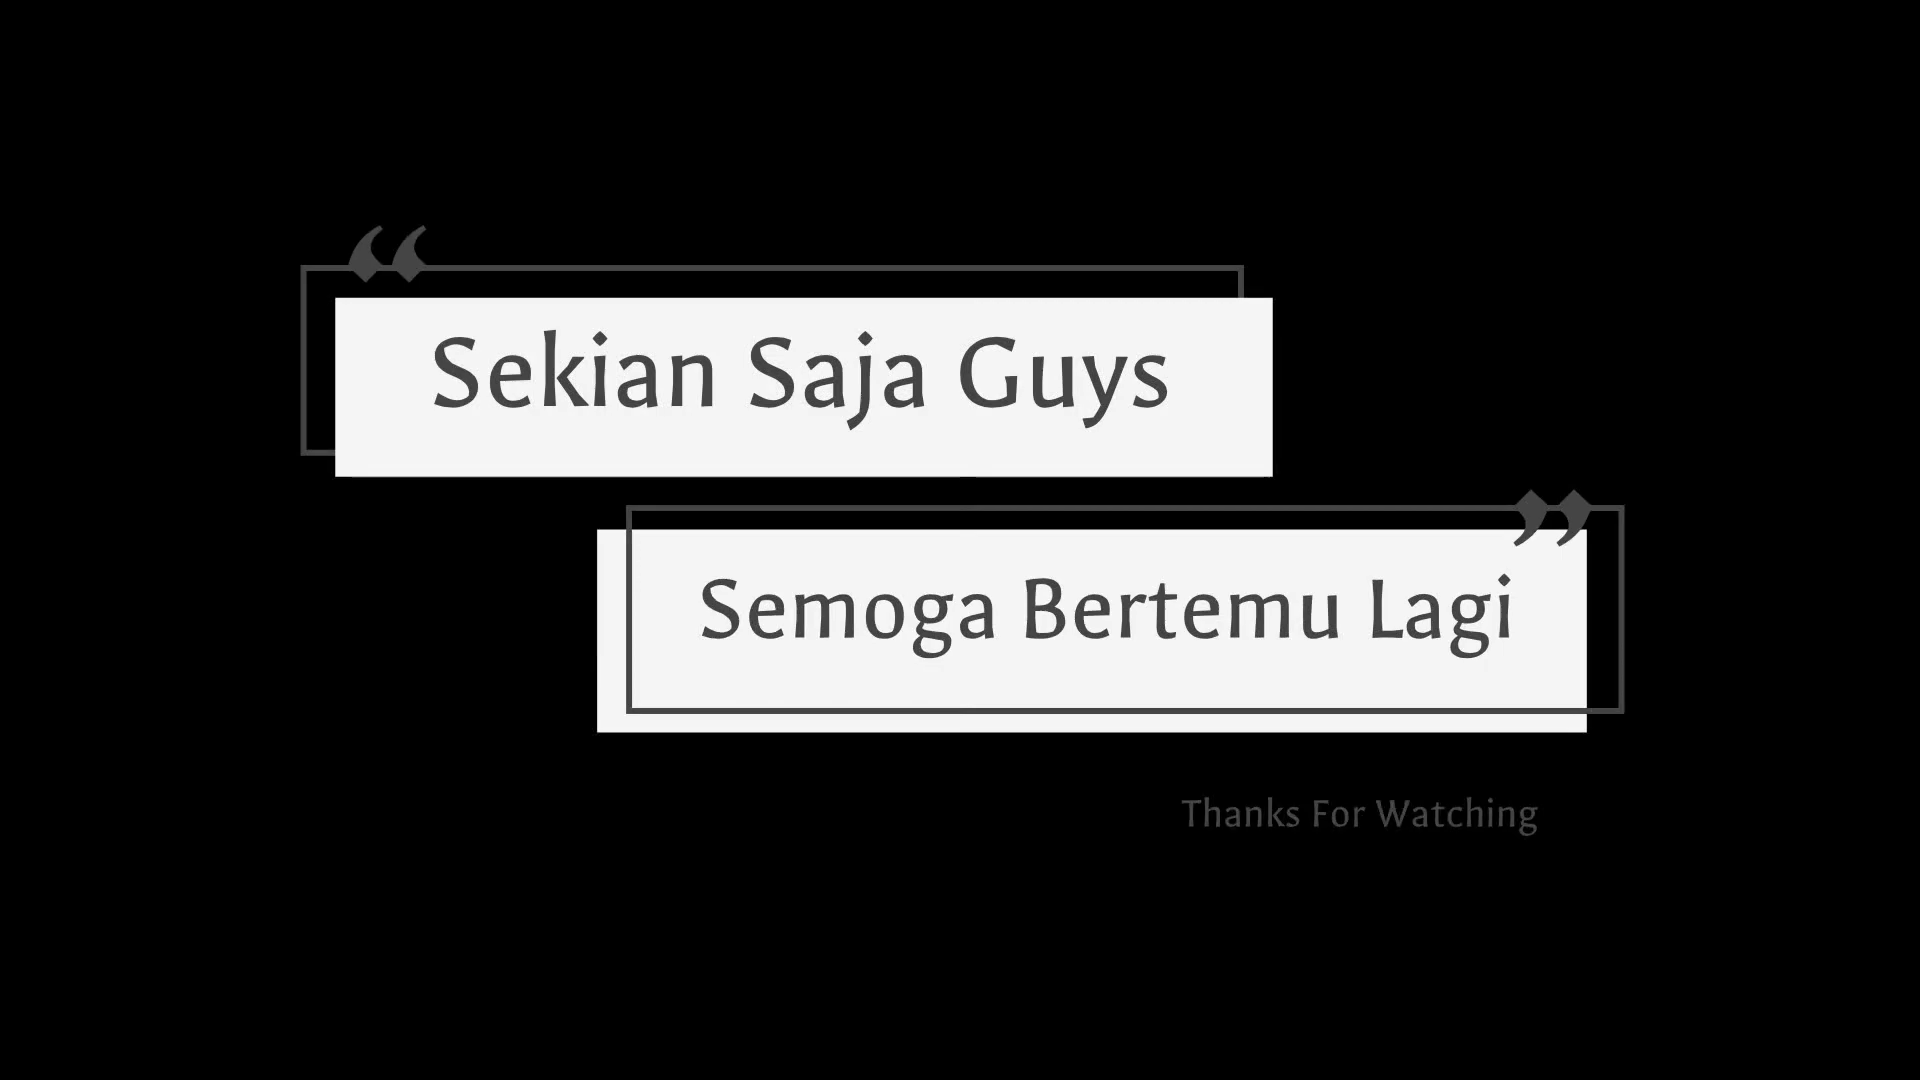 “
Sekian Saja Guys
”
Semoga Bertemu Lagi
Thanks For Watching